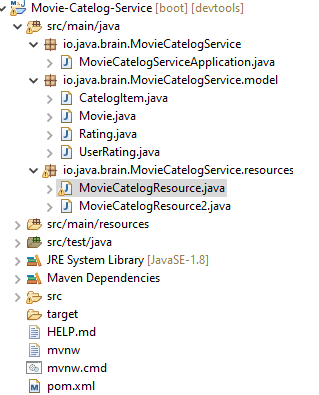 Movie-Catelog-Service [boot] [devtools]
src/main/java
io.java.brain.MovieCatelogService
MovieCatelogServiceApplication.java
io.java.brain.MovieCatelogService.model
CatelogItem.java
Movie.java
Rating.java
UserRating.java
io.java.brain.MovieCatelogService.resources
MovieCatelogResource.java
MovieCatelogResource2.java
src/main/resources
src/test/java
JRE System Library [JavaSE-1.8]
Maven Dependencies
src
target
HELP.md
mvnw
mvnw.cmd
pom.xml